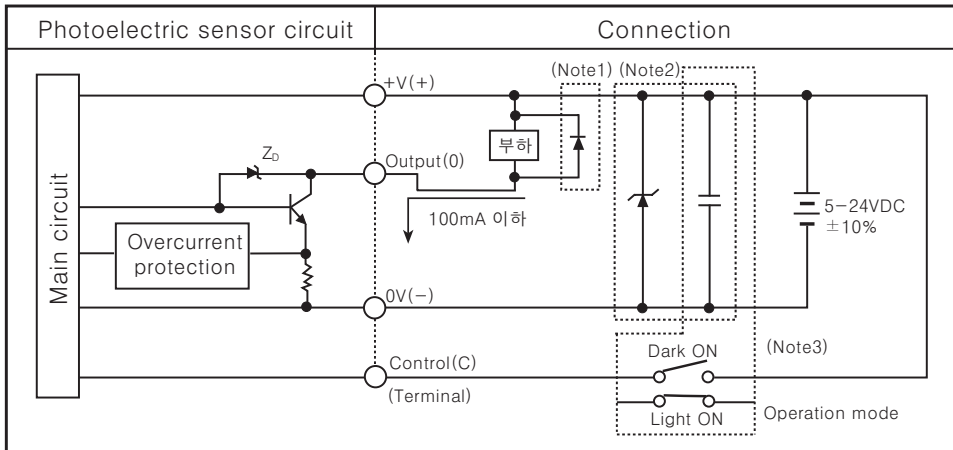 Photoelectric sensor circuit
Connection
(Note1)
(Note2)
+V(+)
부하
ZD
Output(0)
100mA 이하
5-24VDC
±10%
Main circuit
Overcurrent
protection
0V(-)
Dark ON
(Note3)
Control(C)
(Terminal)
Light ON
Operation mode